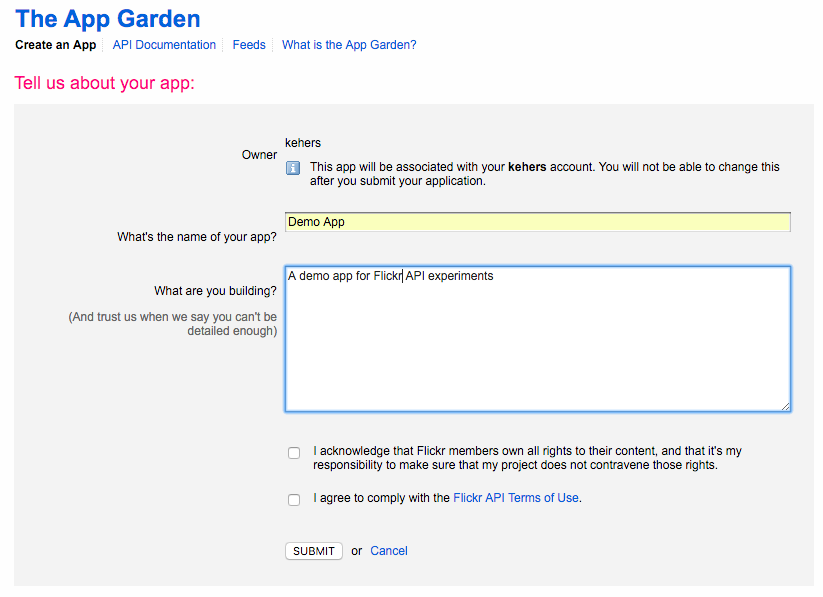 The App Garden
Create an App API Documentation Feeds What is the App Garden?
Tell us about your app:
Owner
kehers
This app will be associated with your kehers account. You will not be able to change this
after you submit your application.
What's the name of your app?
Demo App
What are you building?
(And trust us when we say you can't be
detailed enough)
A demo app for Flickr API experiments
I acknowledge that Flickr members own all rights to their content, and that it's my
responsibility to make sure that my project does not contravene those rights.
I agree to comply with the Flickr API Terms of Use.
SUBMIT or Cancel